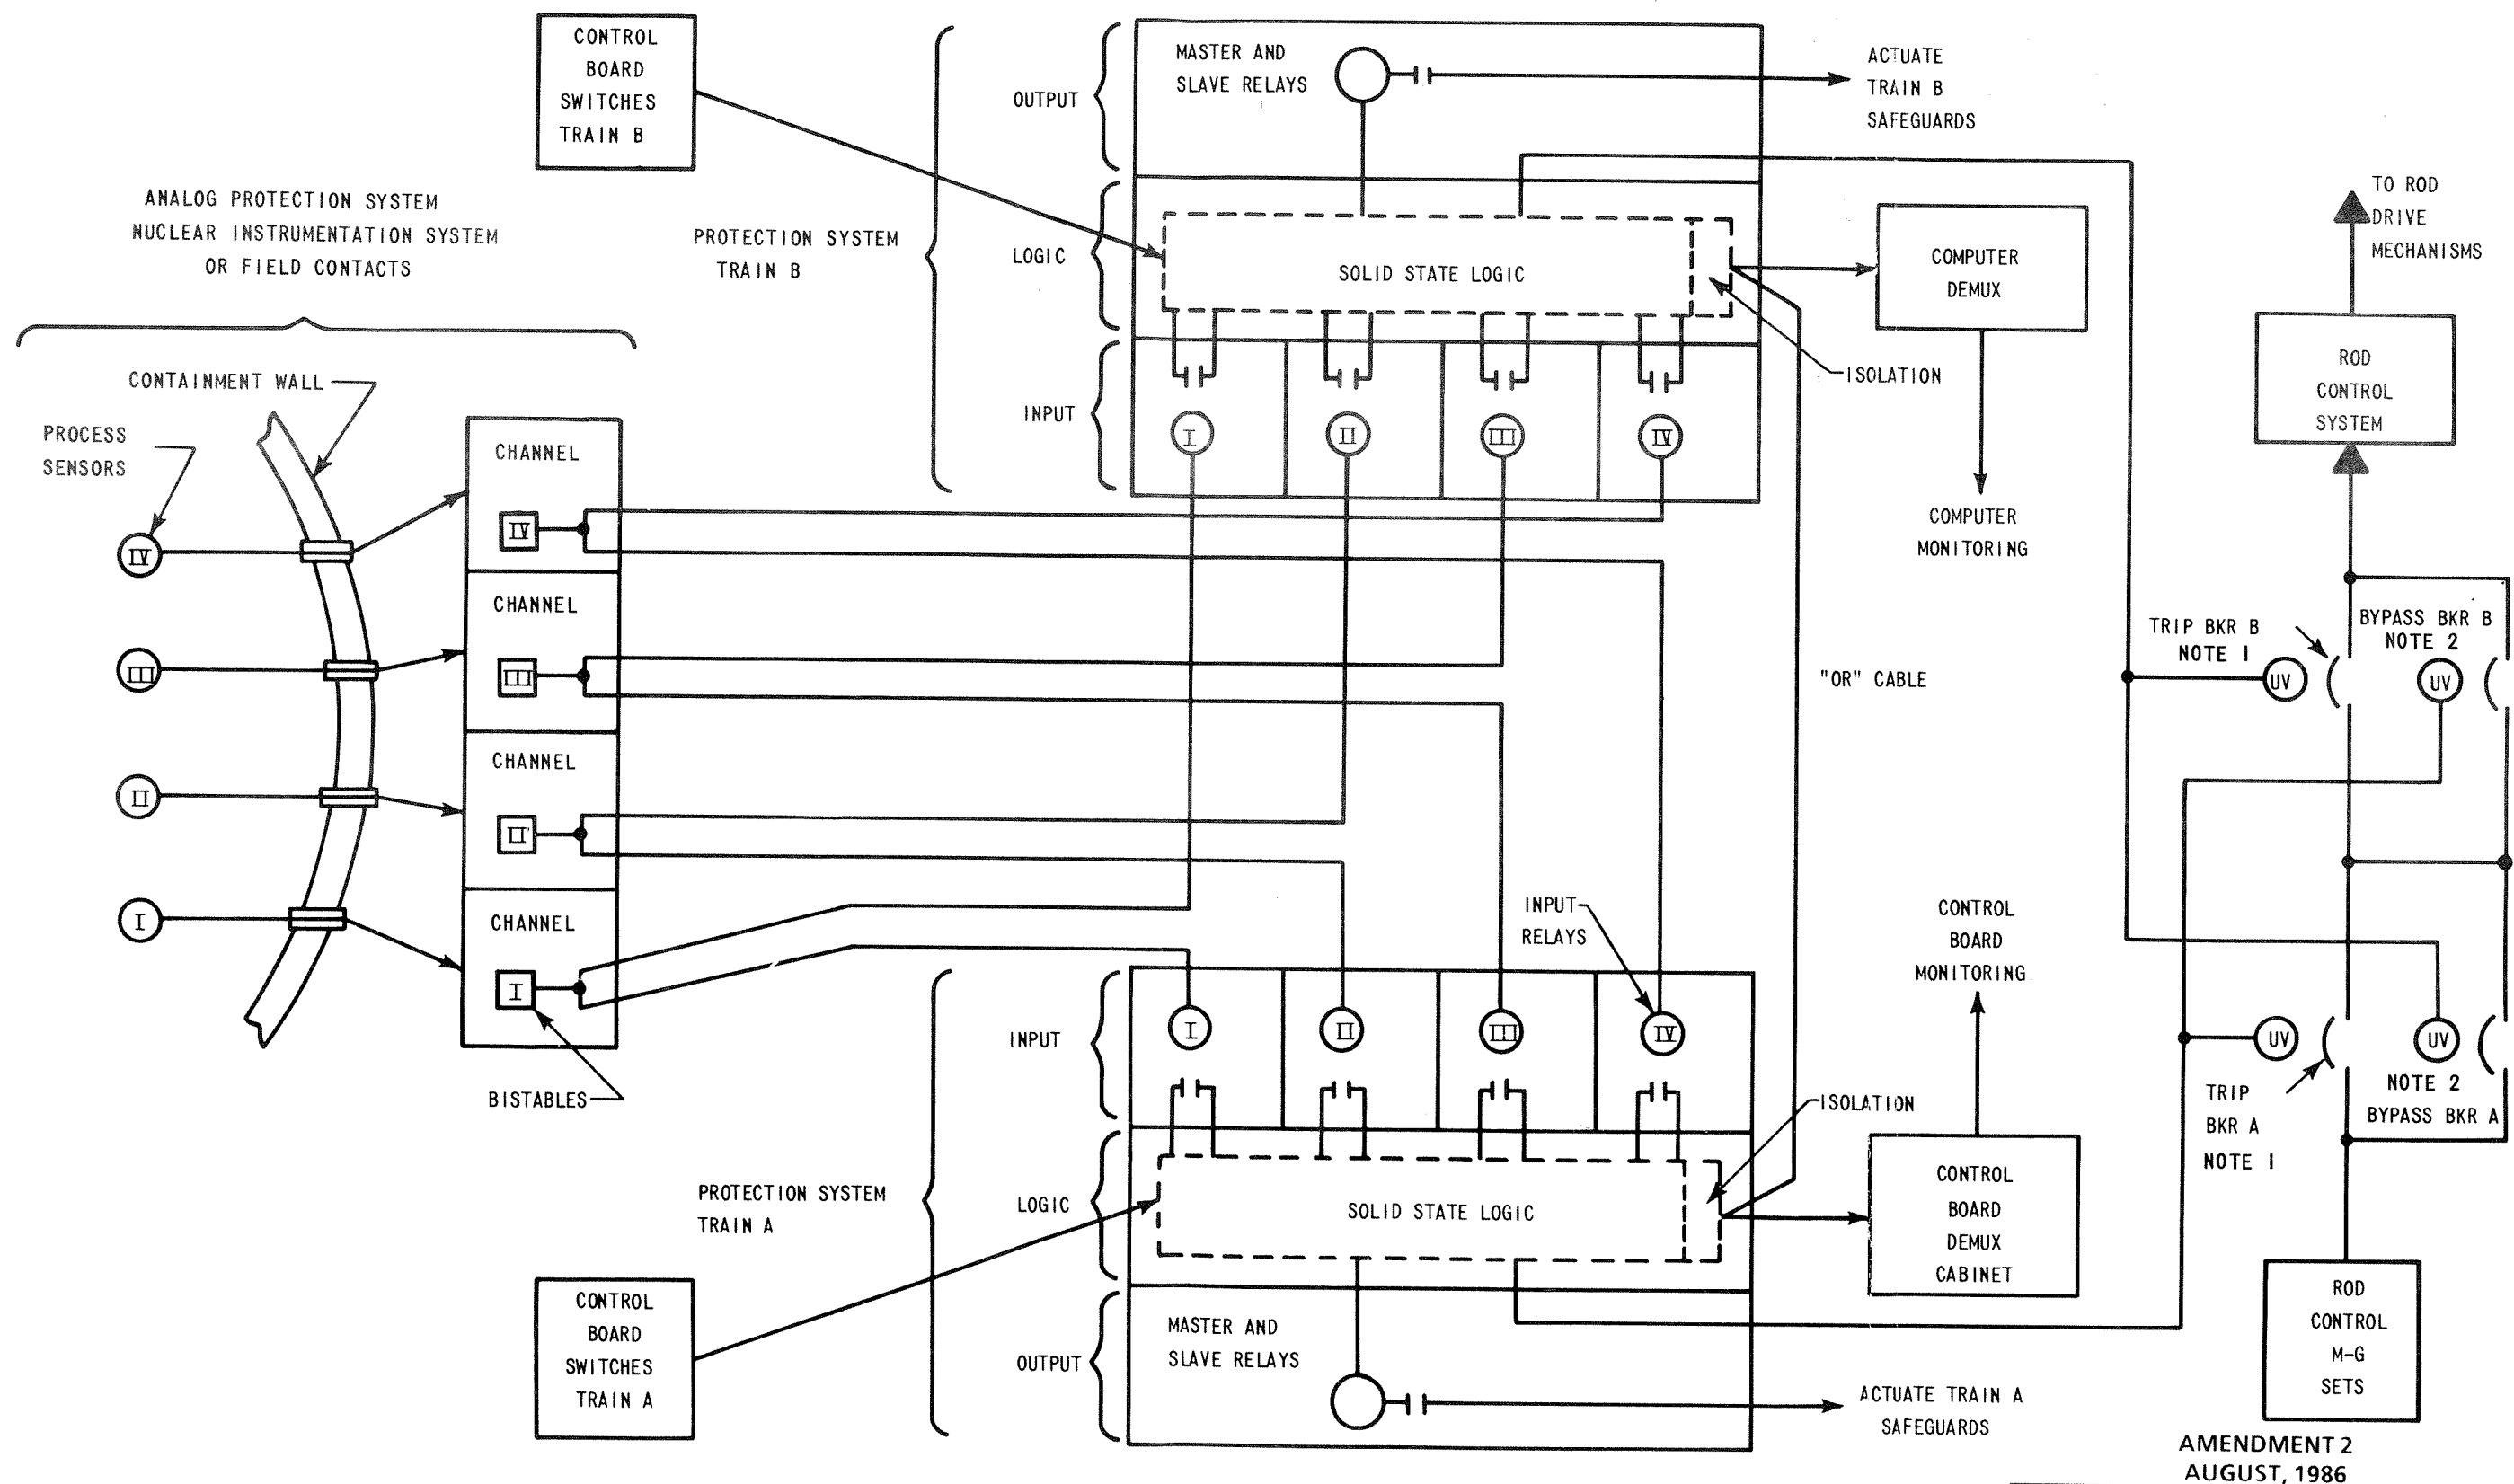 CONTROL
BOARD
SWITCHES
TRAIN B
MASTER AND
SLAVE RELAYS
OUTPUT
ACTUATE
TRAIN B
SAFEGUARDS
ANALOG PROTECTION SYSTEM
NUCLEAR INSTRUMENTATION SYSTEM
OR FIELD CONTACTS
PROTECTION SYSTEM
TRAIN B
LOGIC
SOLID STATE LOGIC
COMPUTER
DEMUX
TO ROD
DRIVE
MECHANISMS
CONTAINMENT WALL
PROCESS
SENSORS
INPUT
I
II
III
IV
ISOLATION
ROD
CONTROL
SYSTEM
COMPUTER
MONITORING
CHANNEL
IV
IV
CHANNEL
III
III
CHANNEL
II
II
CHANNEL
I
I
BISTABLES
"OR" CABLE
TRIP BKR B
NOTE 1
UV
BYPASS BKR B
NOTE 2
UV
INPUT
RELAYS
CONTROL
BOARD
MONITORING
INPUT
I
II
III
IV
UV
TRIP
BKR A
NOTE 1
UV
NOTE 2
BYPASS BKR A
ISOLATION
PROTECTION SYSTEM
TRAIN A
LOGIC
SOLID STATE LOGIC
CONTROL
BOARD
DEMUX
CABINET
CONTROL
BOARD
SWITCHES
TRAIN A
OUTPUT
MASTER AND
SLAVE RELAYS
ACTUATE TRAIN A
SAFEGUARDS
ROD
CONTROL
M-G
SETS
AMENDMENT 2
AUGUST, 1986